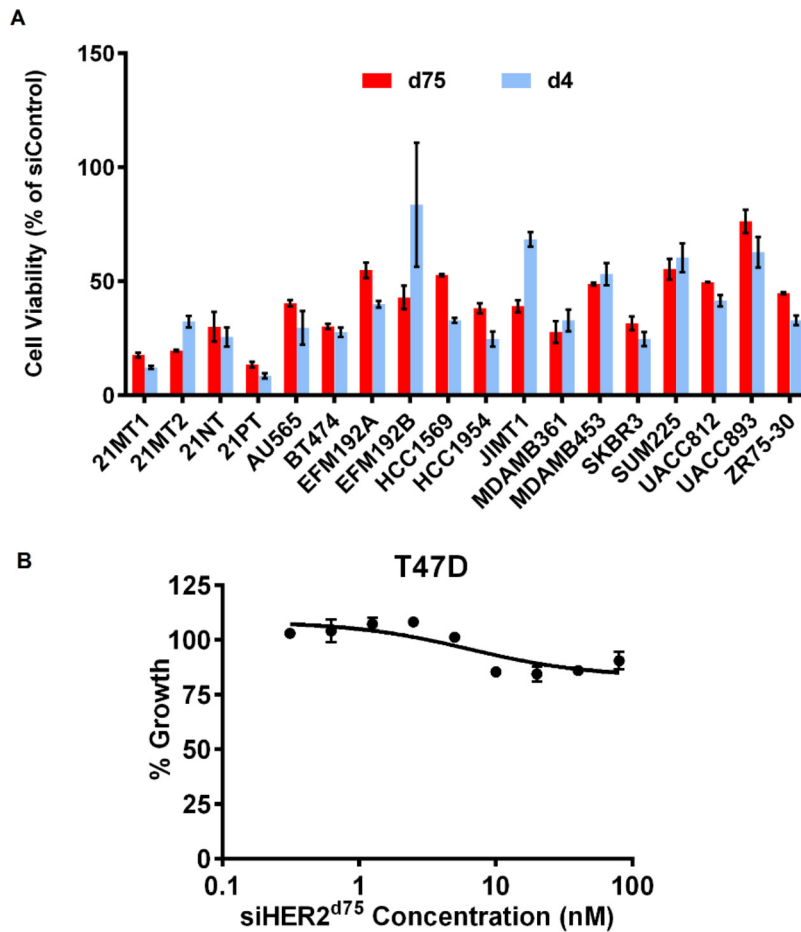 A
150
100
50
0
Cell Viability (% of siControl)
d75 d4
21MT1
21MT2
21NT
21PT
AU565
BT474
EFM192A
EFM192B
HCC1569
HCC1954
JIMT1
MDAMB361
MDAMB453
SKBR3
SUM225
UACC812
UACC893
ZR75-30
B
T47D
125
100
75
50
25
0
% Growth
0.1 1 10 100
siHER2d75 Concentration (nM)